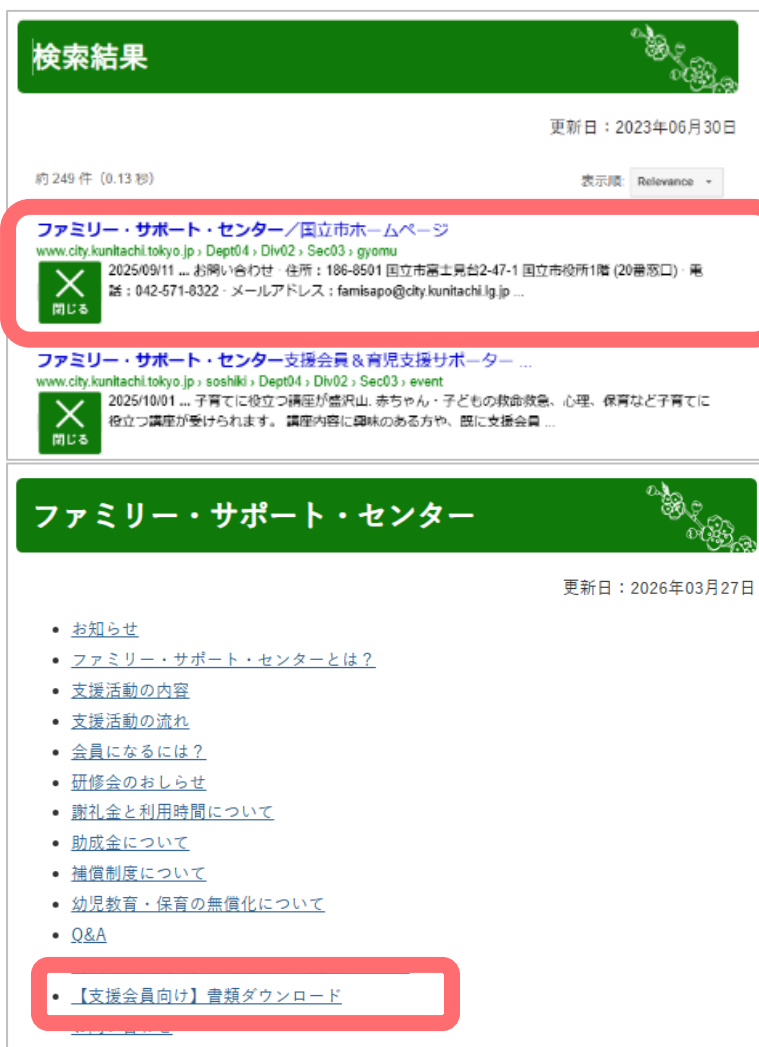 検索結果
更新日：2023年06月30日
約 249 件（0.13 秒）
表示順: Relevance
ファミリー・サポート・センター／国立市ホームページ
www.city.kunitachi.tokyo.jp › Dept04 › Div02 › Sec03 › gyomu
2025/09/11 ... お問い合わせ · 住所：186-8501 国立市富士見台2-47-1 国立市役所1階 (20番窓口) · 電
話：042-571-8322 · メールアドレス：famisapo@city.kunitachi.lg.jp ...
閉じる
ファミリー・サポート・センター支援会員＆育児支援サポーター ...
www.city.kunitachi.tokyo.jp › soshiki › Dept04 › Div02 › Sec03 › event
2025/10/01 ... 子育てに役立つ講座が盛沢山. 赤ちゃん・子どもの救命救急、心理、保育など子育てに
役立つ講座が受けられます。 講座内容に興味のある方や、既に支援会員 ...
閉じる
ファミリー・サポート・センター
更新日：2026年03月27日
お知らせ
ファミリー・サポート・センターとは？
支援活動の内容
支援活動の流れ
会員になるには？
研修会のおしらせ
謝礼金と利用時間について
助成金について
補償制度について
幼児教育・保育の無償化について
Q&A
【支援会員向け】書類ダウンロード